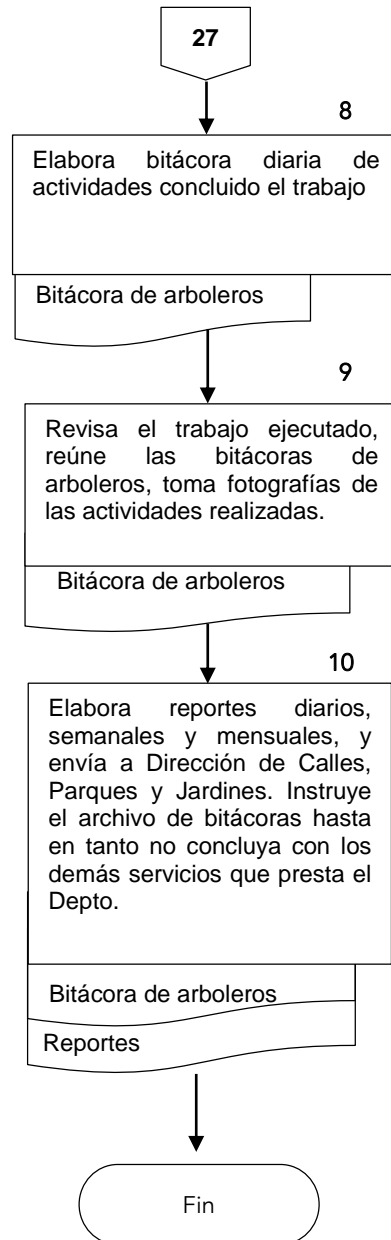 27
8
Elabora bitácora diaria de
actividades concluido el trabajo
Bitácora de arboleros
9
Revisa el trabajo ejecutado,
reúne las bitácoras de
arboleros, toma fotografías de
las actividades realizadas.
Bitácora de arboleros
10
Elabora reportes diarios,
semanales y mensuales, y
envía a Dirección de Calles,
Parques y Jardines. Instruye
el archivo de bitácoras hasta
en tanto no concluya con los
demás servicios que presta el
Depto.
Bitácora de arboleros
Reportes
Fin